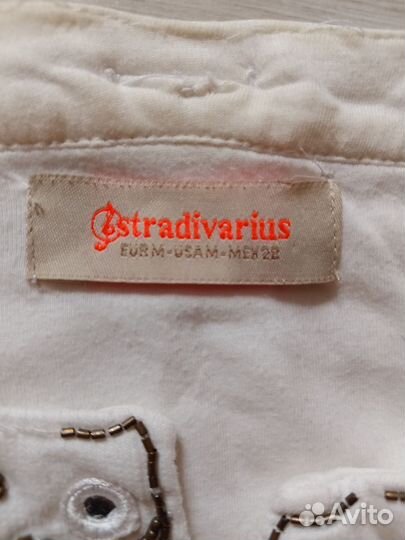 stradivarius
EUR M - USA M - MEX 28
Avito